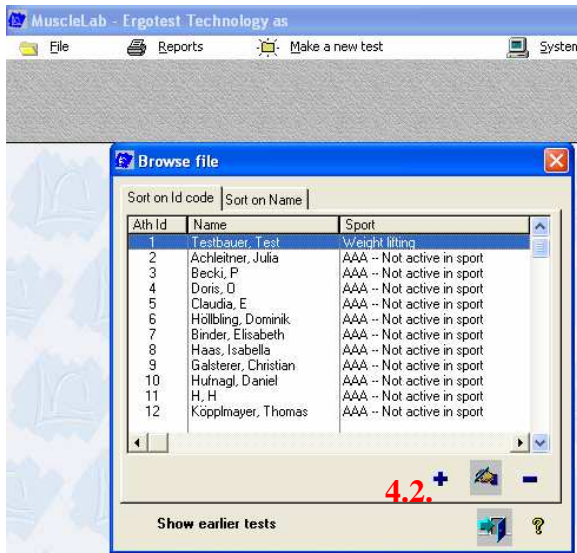 MuscleLab - Ergotest Technology as
File Reports Make a new test System
Browse file
Sort on Id code Sort on Name
Ath Id Name Sport
1 Testbauer, Test Weight lifting
2 Achleitner, Julia AAA -- Not active in sport
3 Becki, P AAA -- Not active in sport
4 Doris, O AAA -- Not active in sport
5 Claudia, E AAA -- Not active in sport
6 Höllbling, Dominik AAA -- Not active in sport
7 Binder, Elisabeth AAA -- Not active in sport
8 Haas, Isabella AAA -- Not active in sport
9 Galsterer, Christian AAA -- Not active in sport
10 Hufnagl, Daniel AAA -- Not active in sport
11 H, H AAA -- Not active in sport
12 Köpplmayer, Thomas AAA -- Not active in sport
4.2. + −
Show earlier tests ?